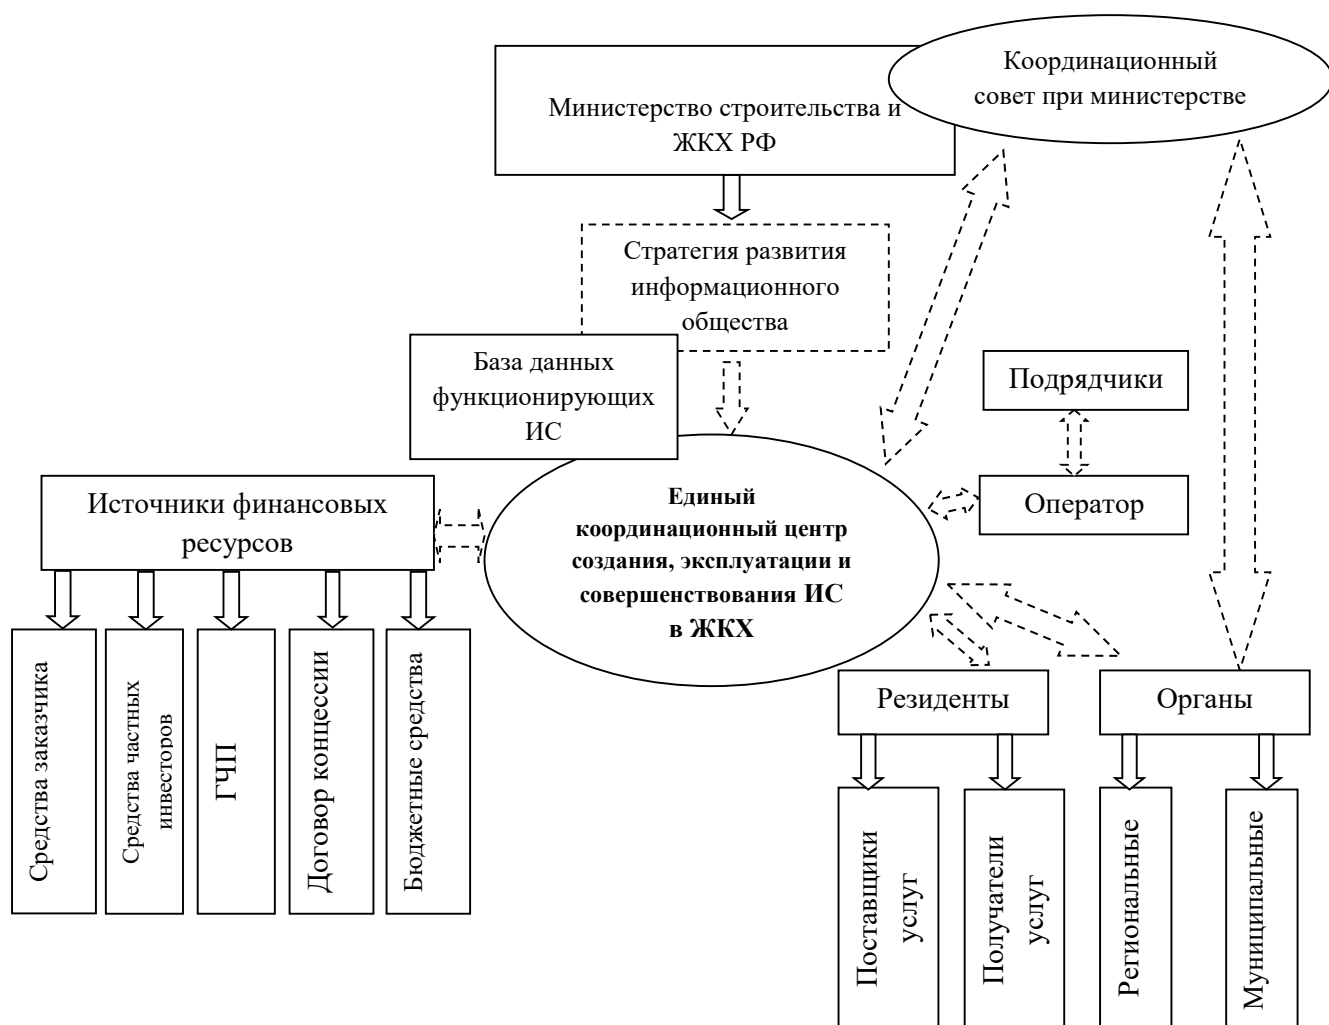 Координационный
совет при министерстве
Министерство строительства и
ЖКХ РФ
Стратегия развития
информационного
общества
База данных
функционирующих
ИС
Подрядчики
Оператор
Источники финансовых
ресурсов
Единый
координационный центр
создания, эксплуатации и
совершенствования ИС
в ЖКХ
Резиденты
Органы
Средства заказчика
Средства частных
инвесторов
ГЧП
Договор концессии
Бюджетные средства
Поставщики
услуг
Получатели
услуг
Региональные
Муниципальные